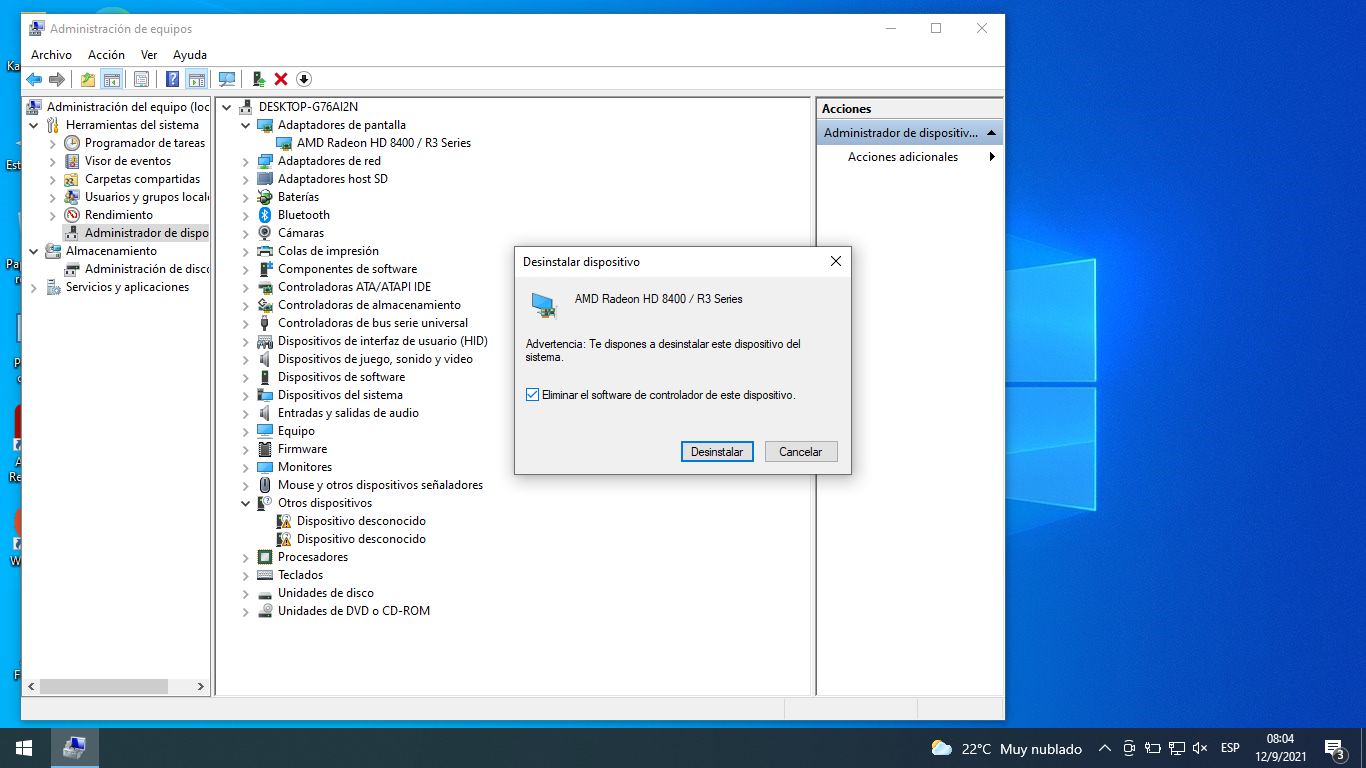 Administración de equipos
Archivo Acción Ver Ayuda
Administración del equipo (loc
Herramientas del sistema
Programador de tareas
Visor de eventos
Carpetas compartidas
Usuarios y grupos locale
Rendimiento
Administrador de dispo
Almacenamiento
Administración de disco
Servicios y aplicaciones
DESKTOP-G76AI2N
Adaptadores de pantalla
AMD Radeon HD 8400 / R3 Series
Adaptadores de red
Adaptadores host SD
Baterías
Bluetooth
Cámaras
Colas de impresión
Componentes de software
Controladoras ATA/ATAPI IDE
Controladoras de almacenamiento
Controladoras de bus serie universal
Dispositivos de interfaz de usuario (HID)
Dispositivos de juego, sonido y video
Dispositivos de software
Dispositivos del sistema
Entradas y salidas de audio
Equipo
Firmware
Monitores
Mouse y otros dispositivos señaladores
Otros dispositivos
Dispositivo desconocido
Dispositivo desconocido
Procesadores
Teclados
Unidades de disco
Unidades de DVD o CD-ROM
Acciones
Administrador de dispositiv...
Acciones adicionales
Desinstalar dispositivo
AMD Radeon HD 8400 / R3 Series
Advertencia: Te dispones a desinstalar este dispositivo del
sistema.
Eliminar el software de controlador de este dispositivo.
Desinstalar Cancelar
22°C Muy nublado
ESP
08:04
12/9/2021
3